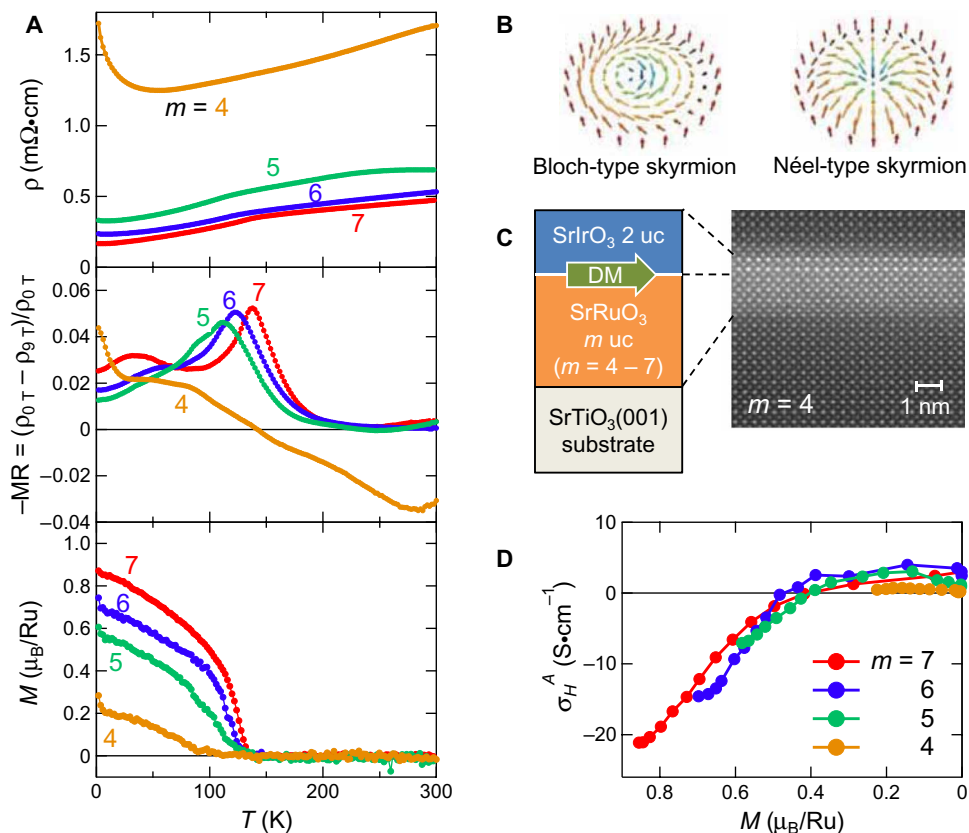 A
ρ (mΩ•cm)
1.5
1.0
0.5
0
m = 4
5
6
7
−MR = (ρ0 T − ρ9 T)/ρ0 T
0.06
0.04
0.02
0
−0.02
−0.04
5
6
7
4
M (μB/Ru)
1.0
0.8
0.6
0.4
0.2
0
7
6
5
4
0
100
200
300
T (K)
B
Bloch-type skyrmion
Néel-type skyrmion
C
SrIrO3 2 uc
DM
SrRuO3
m uc
(m = 4 – 7)
SrTiO3(001)
substrate
m = 4
1 nm
D
σHA (S•cm−1)
10
0
−10
−20
m = 7
6
5
4
0.8
0.6
0.4
0.2
0
M (μB/Ru)